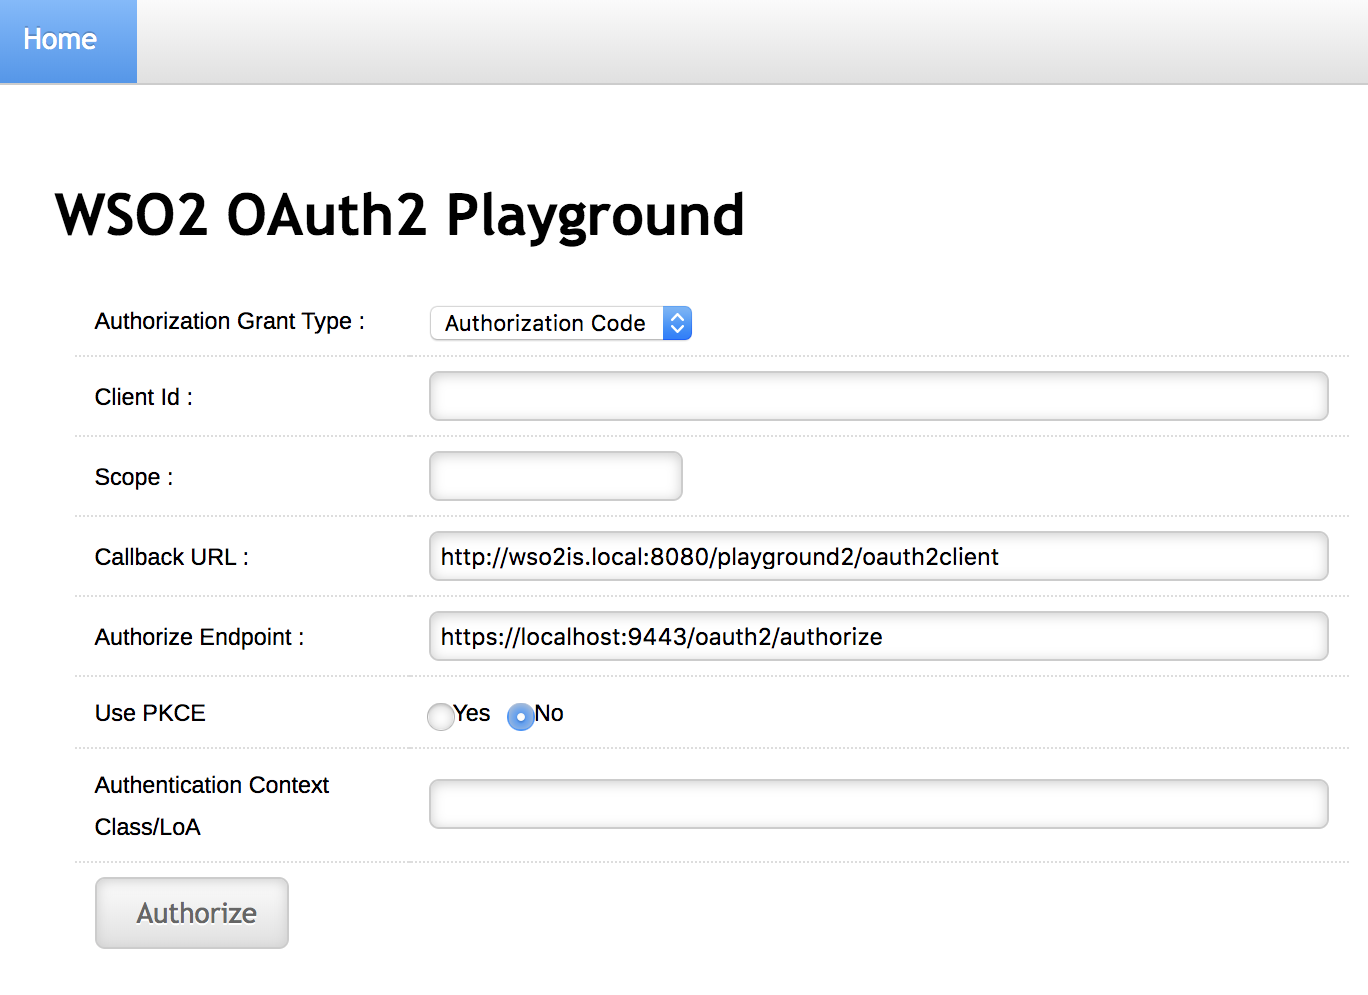 Home
WSO2 OAuth2 Playground
Authorization Grant Type : Authorization Code
Client Id :
Scope :
Callback URL : http://wso2is.local:8080/playground2/oauth2client
Authorize Endpoint : https://localhost:9443/oauth2/authorize
Use PKCE Yes No
Authentication Context
Class/LoA
Authorize